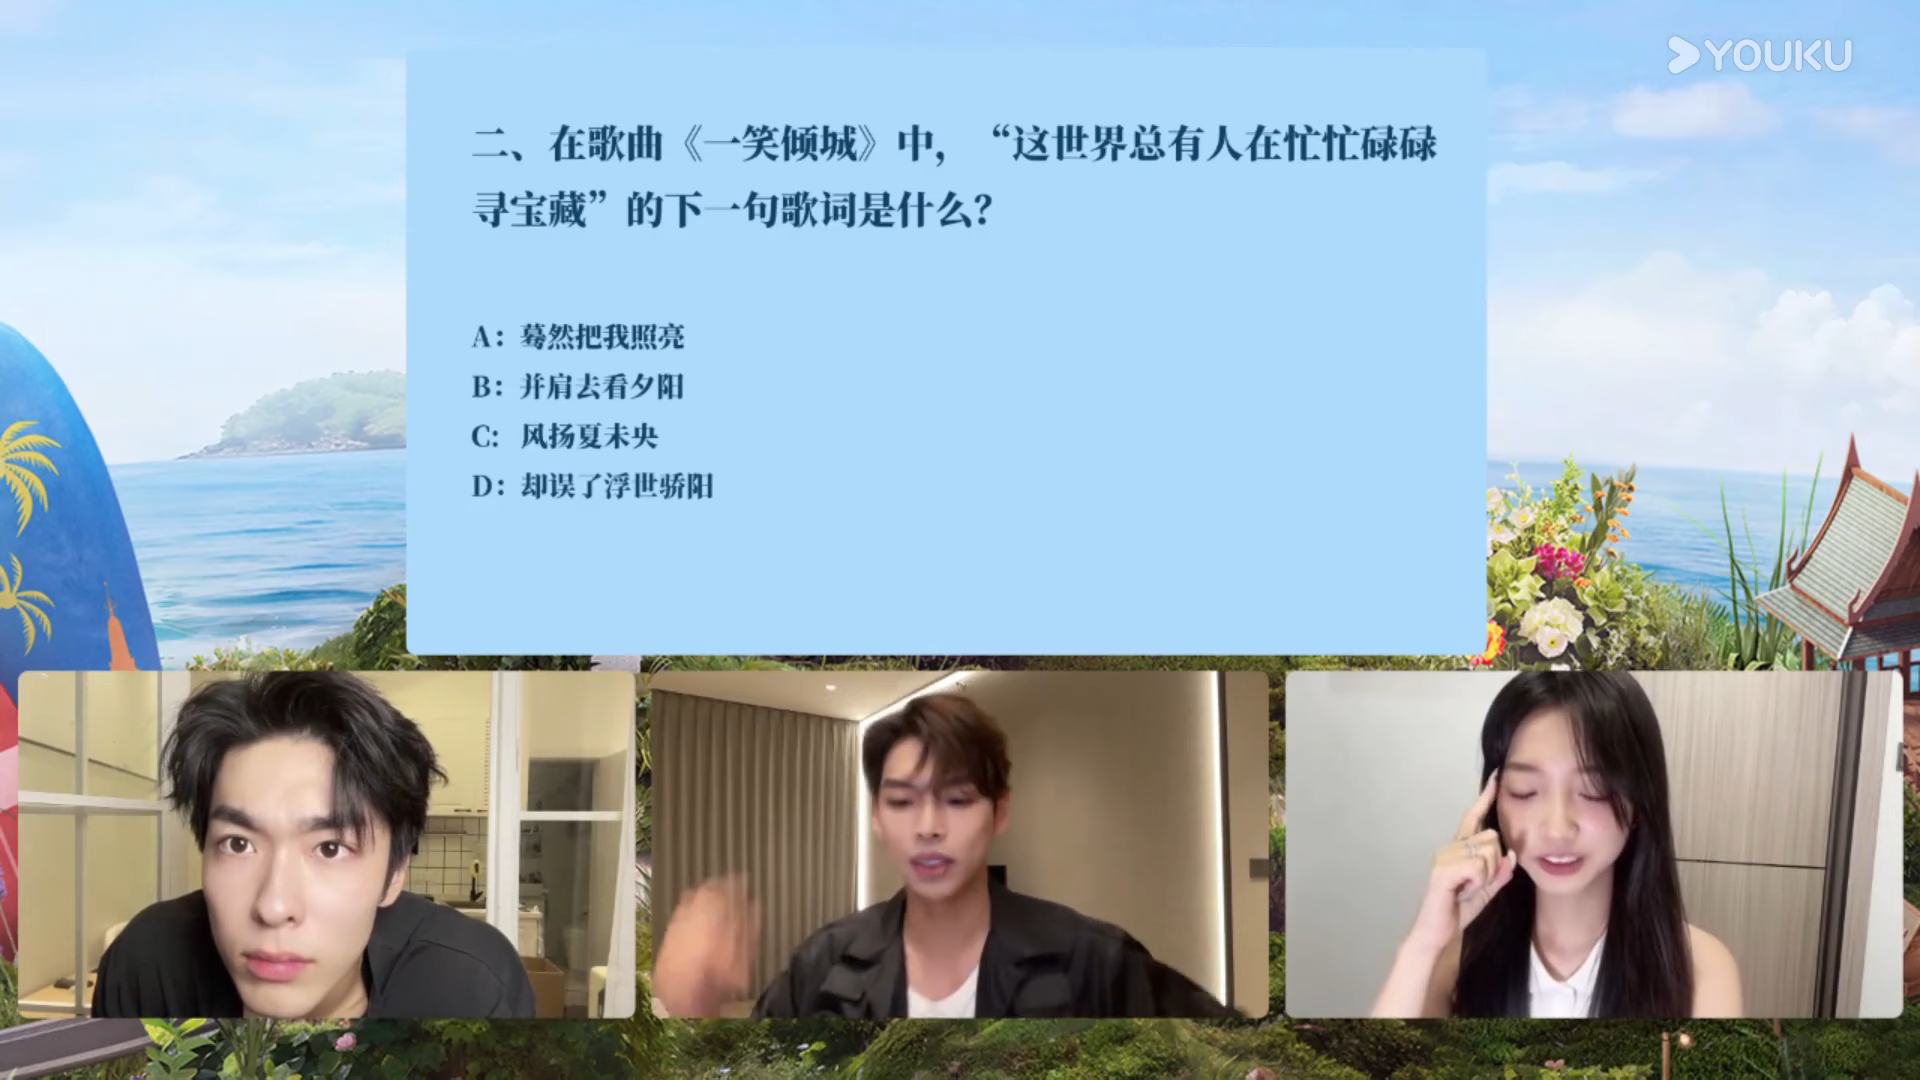 YOUKU
二、在歌曲《一笑倾城》中，“这世界总有人在忙忙碌碌
寻宝藏”的下一句歌词是什么？
A：蓦然把我照亮
B：并肩去看夕阳
C：风扬夏未央
D：却误了浮世骄阳